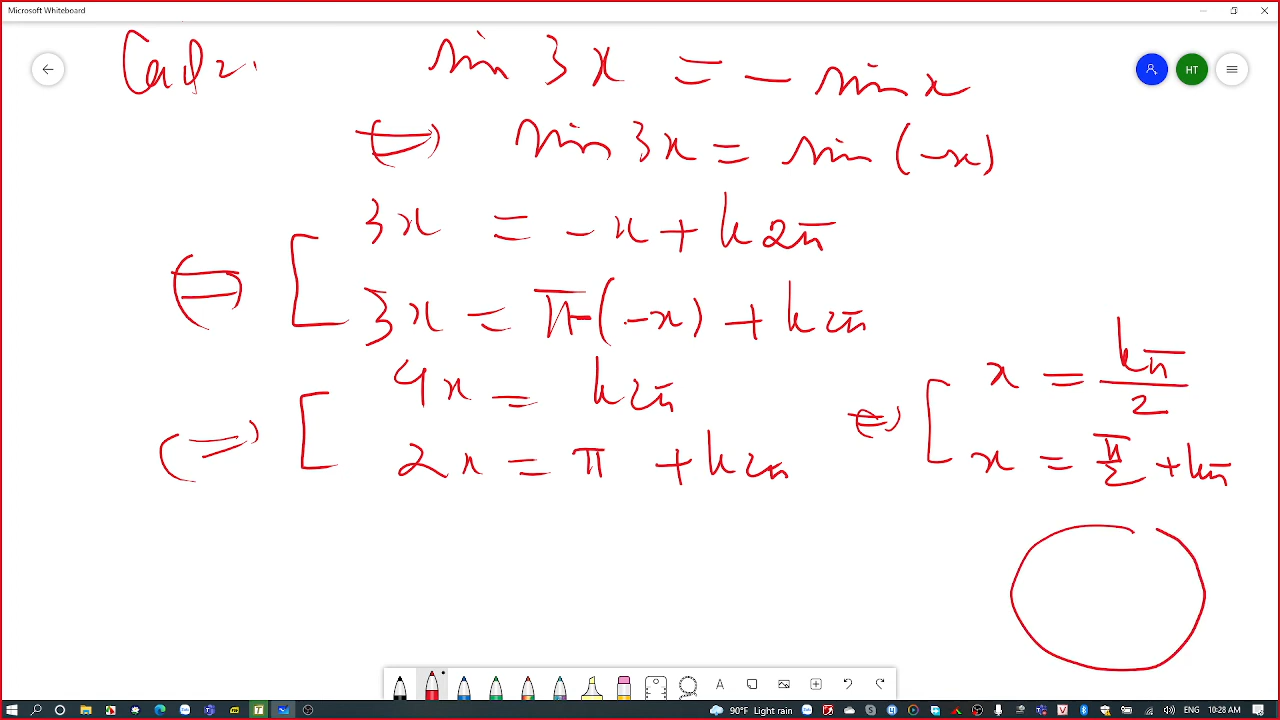 Microsoft Whiteboard
HT
Cách 2.
sin 3x = - sin x
⇔ sin 3x = sin (-x)
⇔ [ 3x = -x + k2π
3x = π - (-x) + k2π
⇔ [ 4x = k2π
2x = π + k2π
⇔ [ x = kπ/2
x = π/2 + kπ
A
90°F Light rain
ENG
10:28 AM